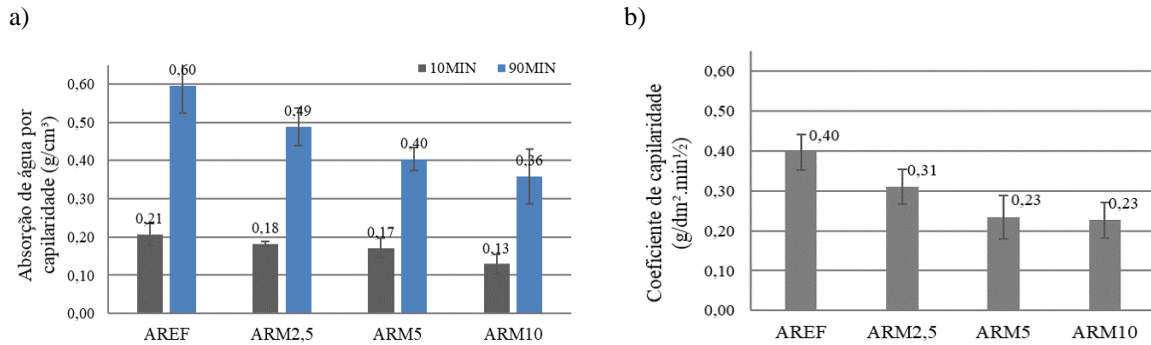 a)
10MIN 90MIN
Absorção de água por
capilaridade (g/cm³)
0,60
0,50
0,40
0,30
0,20
0,10
0,00
0,21
0,60
0,18
0,49
0,17
0,40
0,13
0,36
AREF ARM2,5 ARM5 ARM10
b)
Coeficiente de capilaridade
(g/dm².min½)
0,60
0,50
0,40
0,30
0,20
0,10
0,00
0,40
0,31
0,23
0,23
AREF ARM2,5 ARM5 ARM10